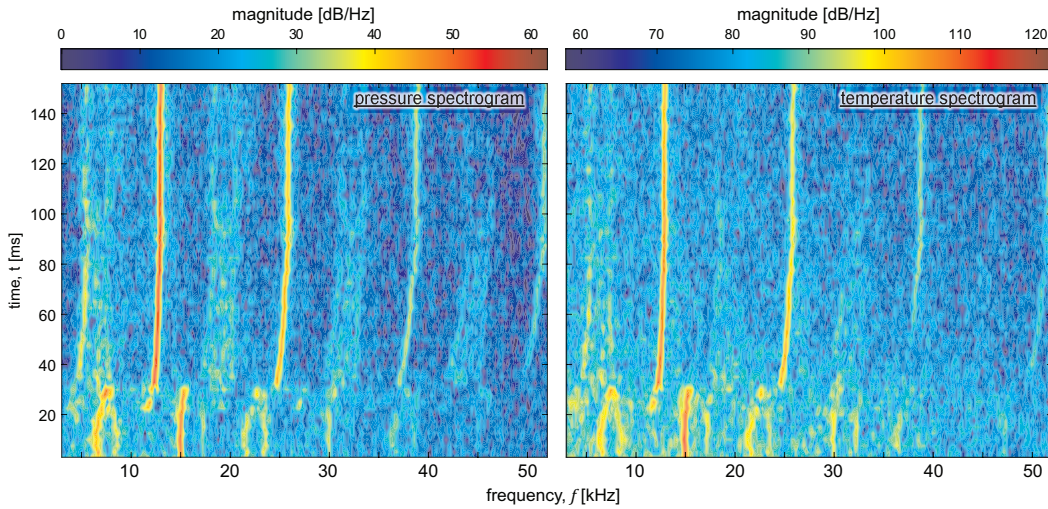 magnitude [dB/Hz] magnitude [dB/Hz]
0 10 20 30 40 50 60 60 70 80 90 100 110 120
pressure spectrogram temperature spectrogram
140
120
100
80
60
40
20
time, t [ms]
10 20 30 40 50 10 20 30 40 50
frequency, f [kHz]